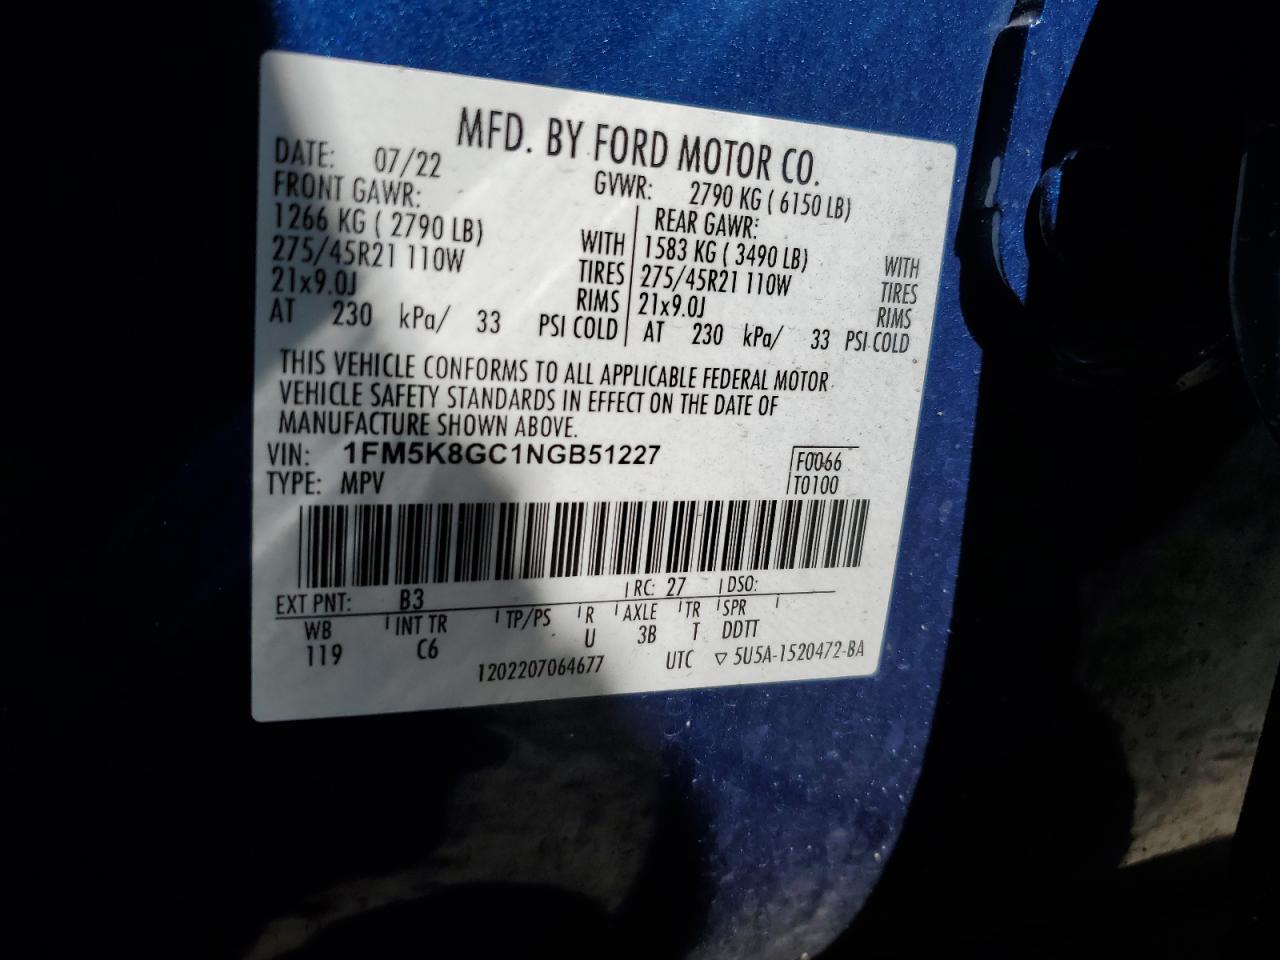 MFD. BY FORD MOTOR CO.
DATE: 07/22 GVWR: 2790 KG ( 6150 LB)
FRONT GAWR: REAR GAWR:
1266 KG ( 2790 LB) WITH 1583 KG ( 3490 LB) WITH
275/45R21 110W TIRES 275/45R21 110W TIRES
21x9.0J RIMS 21x9.0J RIMS
AT 230 kPa/ 33 PSI COLD AT 230 kPa/ 33 PSI COLD
THIS VEHICLE CONFORMS TO ALL APPLICABLE FEDERAL MOTOR
VEHICLE SAFETY STANDARDS IN EFFECT ON THE DATE OF
MANUFACTURE SHOWN ABOVE.
VIN: 1FM5K8GC1NGB51227 F0066
TYPE: MPV T0100
EXT PNT: B3 RC: 27 DSO:
WB INT TR TP/PS R AXLE TR SPR
119 C6 U 3B T DDTT
1202207064677 UTC ▽ 5U5A-1520472-BA